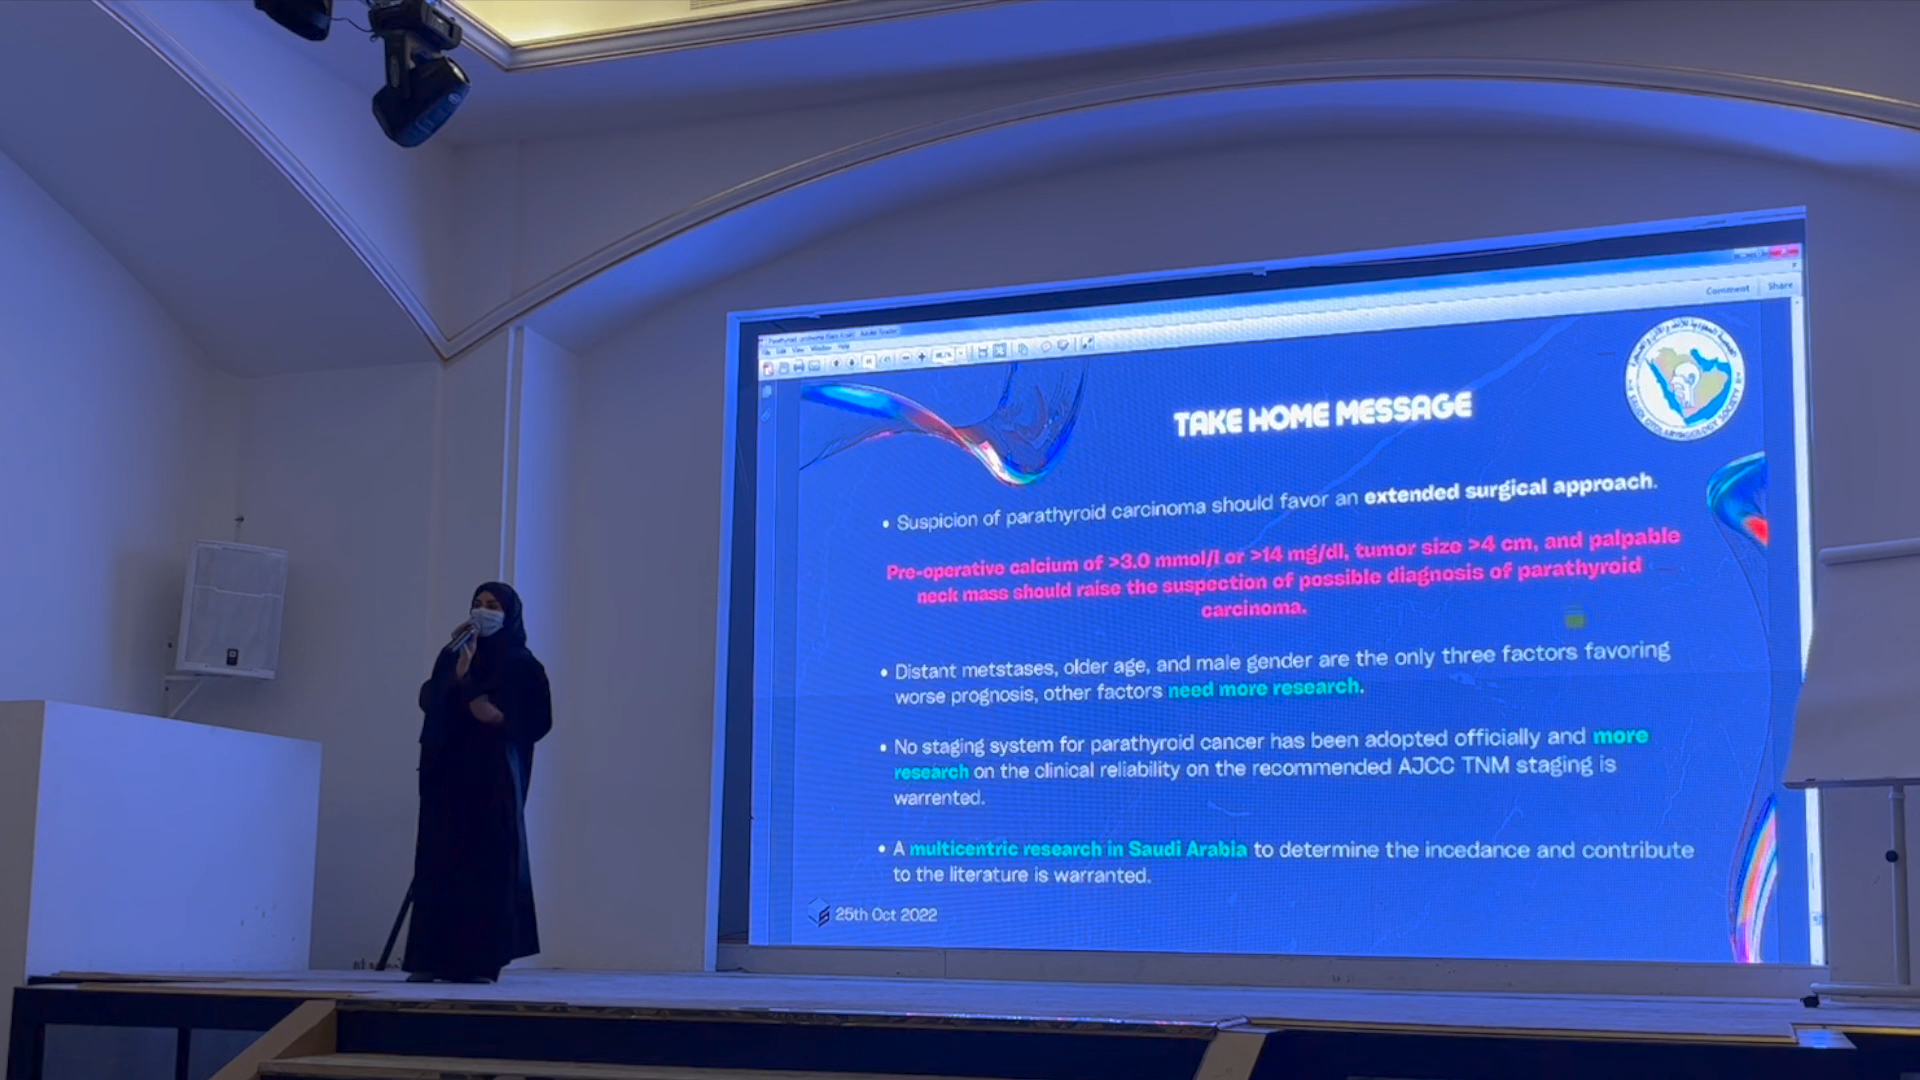 Comment Share
TAKE HOME MESSAGE
• Suspicion of parathyroid carcinoma should favor an extended surgical approach.
Pre-operative calcium of >3.0 mmol/l or >14 mg/dl, tumor size >4 cm, and palpable
neck mass should raise the suspection of possible diagnosis of parathyroid
carcinoma.
• Distant metstases, older age, and male gender are the only three factors favoring
worse prognosis, other factors need more research.
• No staging system for parathyroid cancer has been adopted officially and more
research on the clinical reliability on the recommended AJCC TNM staging is
warrented.
• A multicentric research in Saudi Arabia to determine the incedance and contribute
to the literature is warranted.
25th Oct 2022